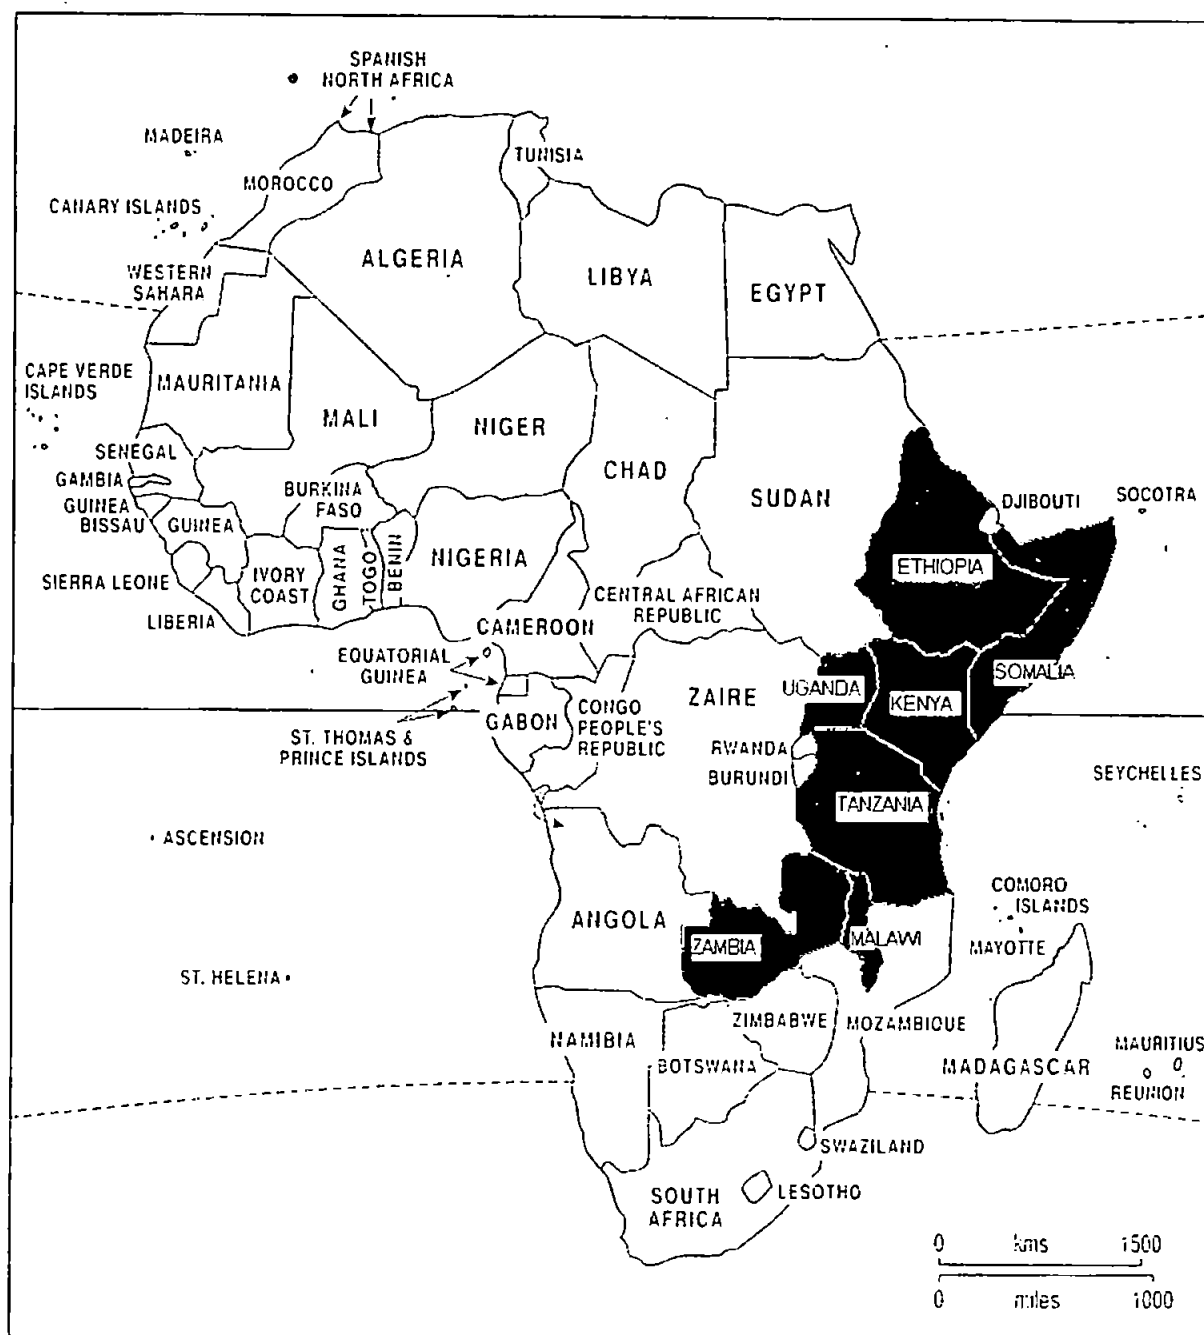 SPANISH
NORTH AFRICA
MADEIRA
TUNISIA
MOROCCO
CANARY ISLANDS
ALGERIA
LIBYA
EGYPT
WESTERN
SAHARA
CAPE VERDE
ISLANDS
MAURITANIA
MALI
NIGER
CHAD
SUDAN
SENEGAL
GAMBIA
GUINEA
BISSAU
GUINEA
BURKINA
FASO
DJIBOUTI
SOCOTRA
NIGERIA
ETHIOPIA
SIERRA LEONE
IVORY
COAST
GHANA
TOGO
BENIN
LIBERIA
CENTRAL AFRICAN
REPUBLIC
CAMEROON
EQUATORIAL
GUINEA
UGANDA
KENYA
SOMALIA
ZAIRE
GABON
CONGO
PEOPLE'S
REPUBLIC
ST. THOMAS &
PRINCE ISLANDS
RWANDA
BURUNDI
SEYCHELLES
TANZANIA
ASCENSION
COMORO
ISLANDS
ANGOLA
ZAMBIA
MALAWI
MAYOTTE
ST. HELENA
ZIMBABWE
MOZAMBIQUE
NAMIBIA
BOTSWANA
MADAGASCAR
MAURITIUS
REUNION
SWAZILAND
SOUTH
AFRICA
LESOTHO
0 kms 1500
0 miles 1000